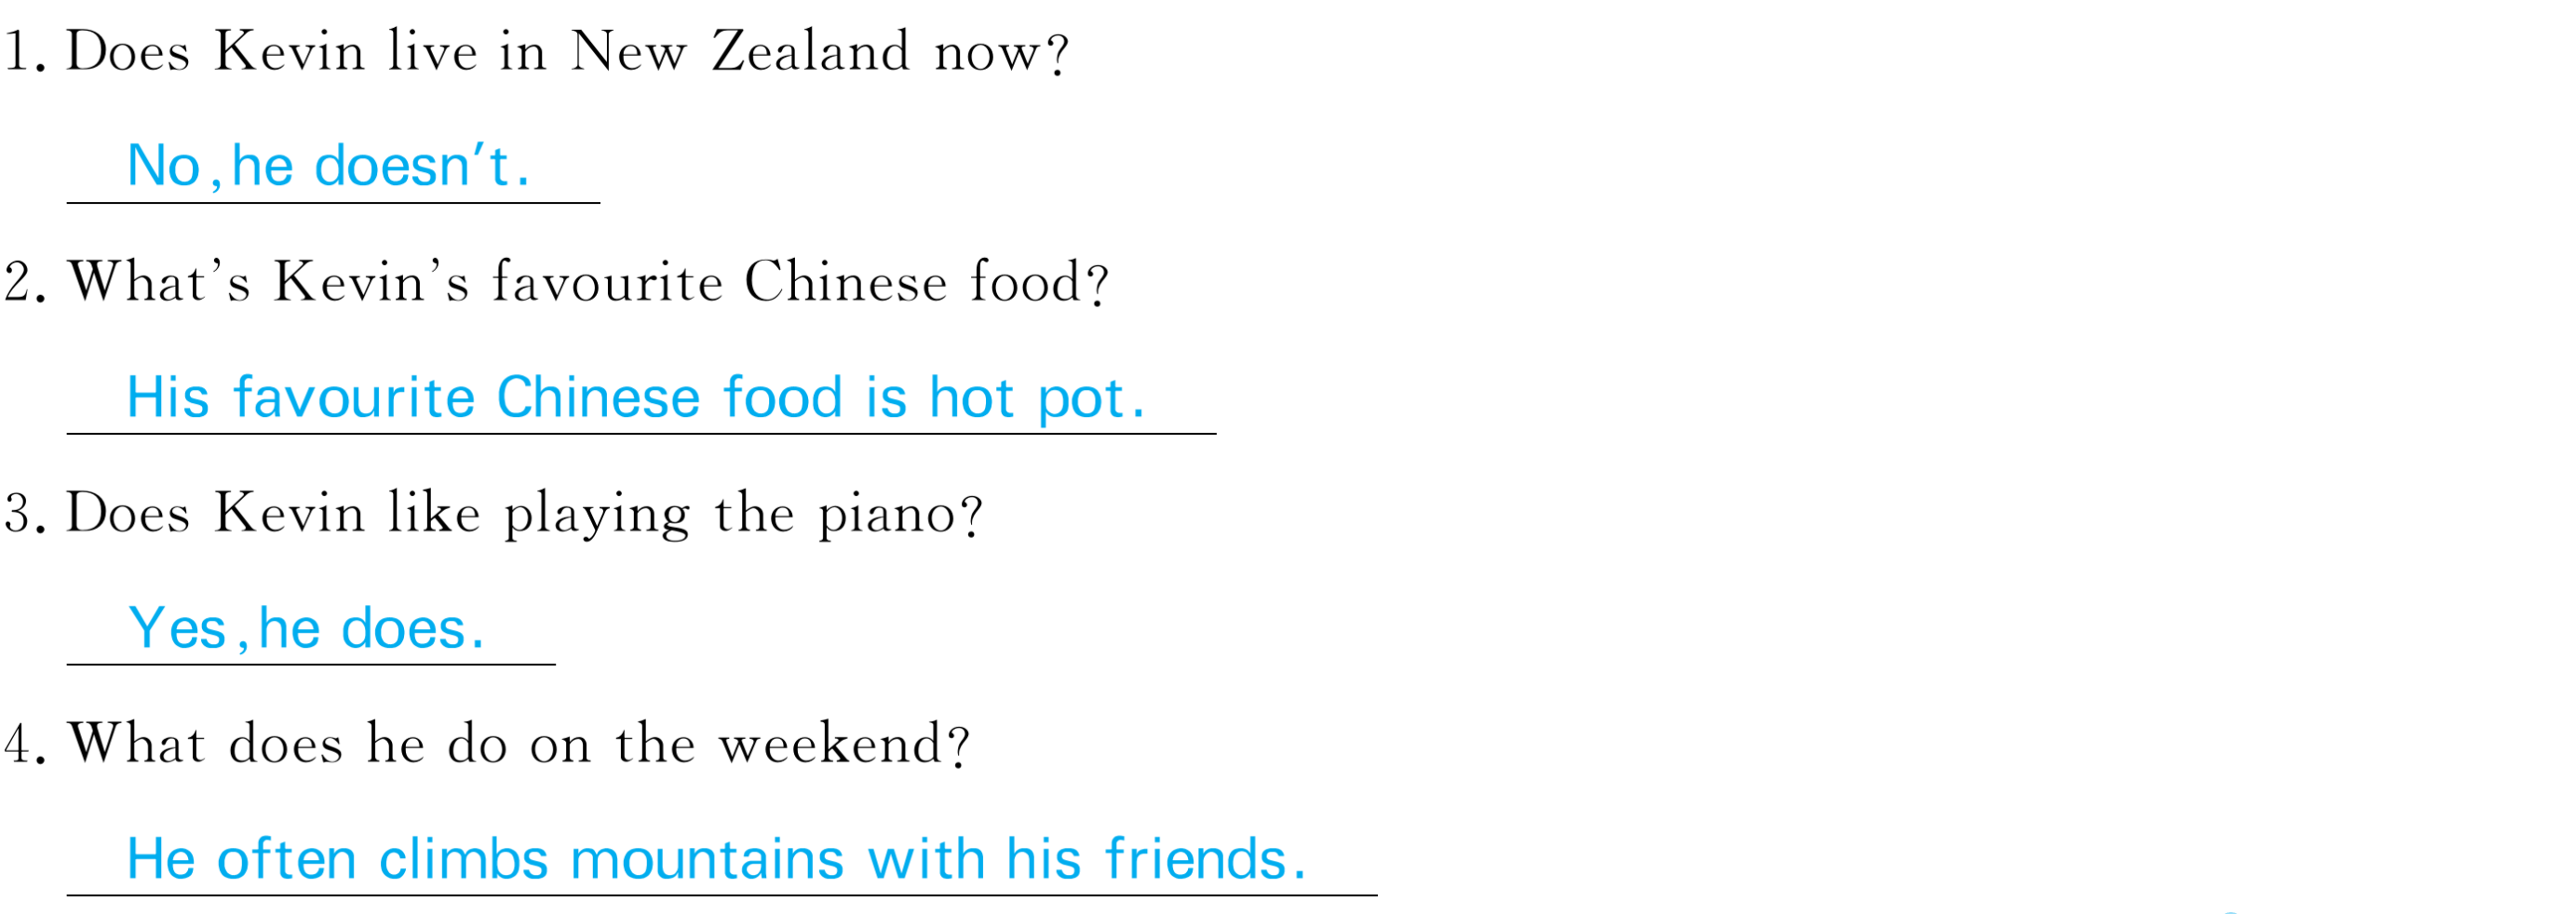 1. Does Kevin live in New Zealand now?
No, he doesn't.
2. What's Kevin's favourite Chinese food?
His favourite Chinese food is hot pot.
3. Does Kevin like playing the piano?
Yes, he does.
4. What does he do on the weekend?
He often climbs mountains with his friends.